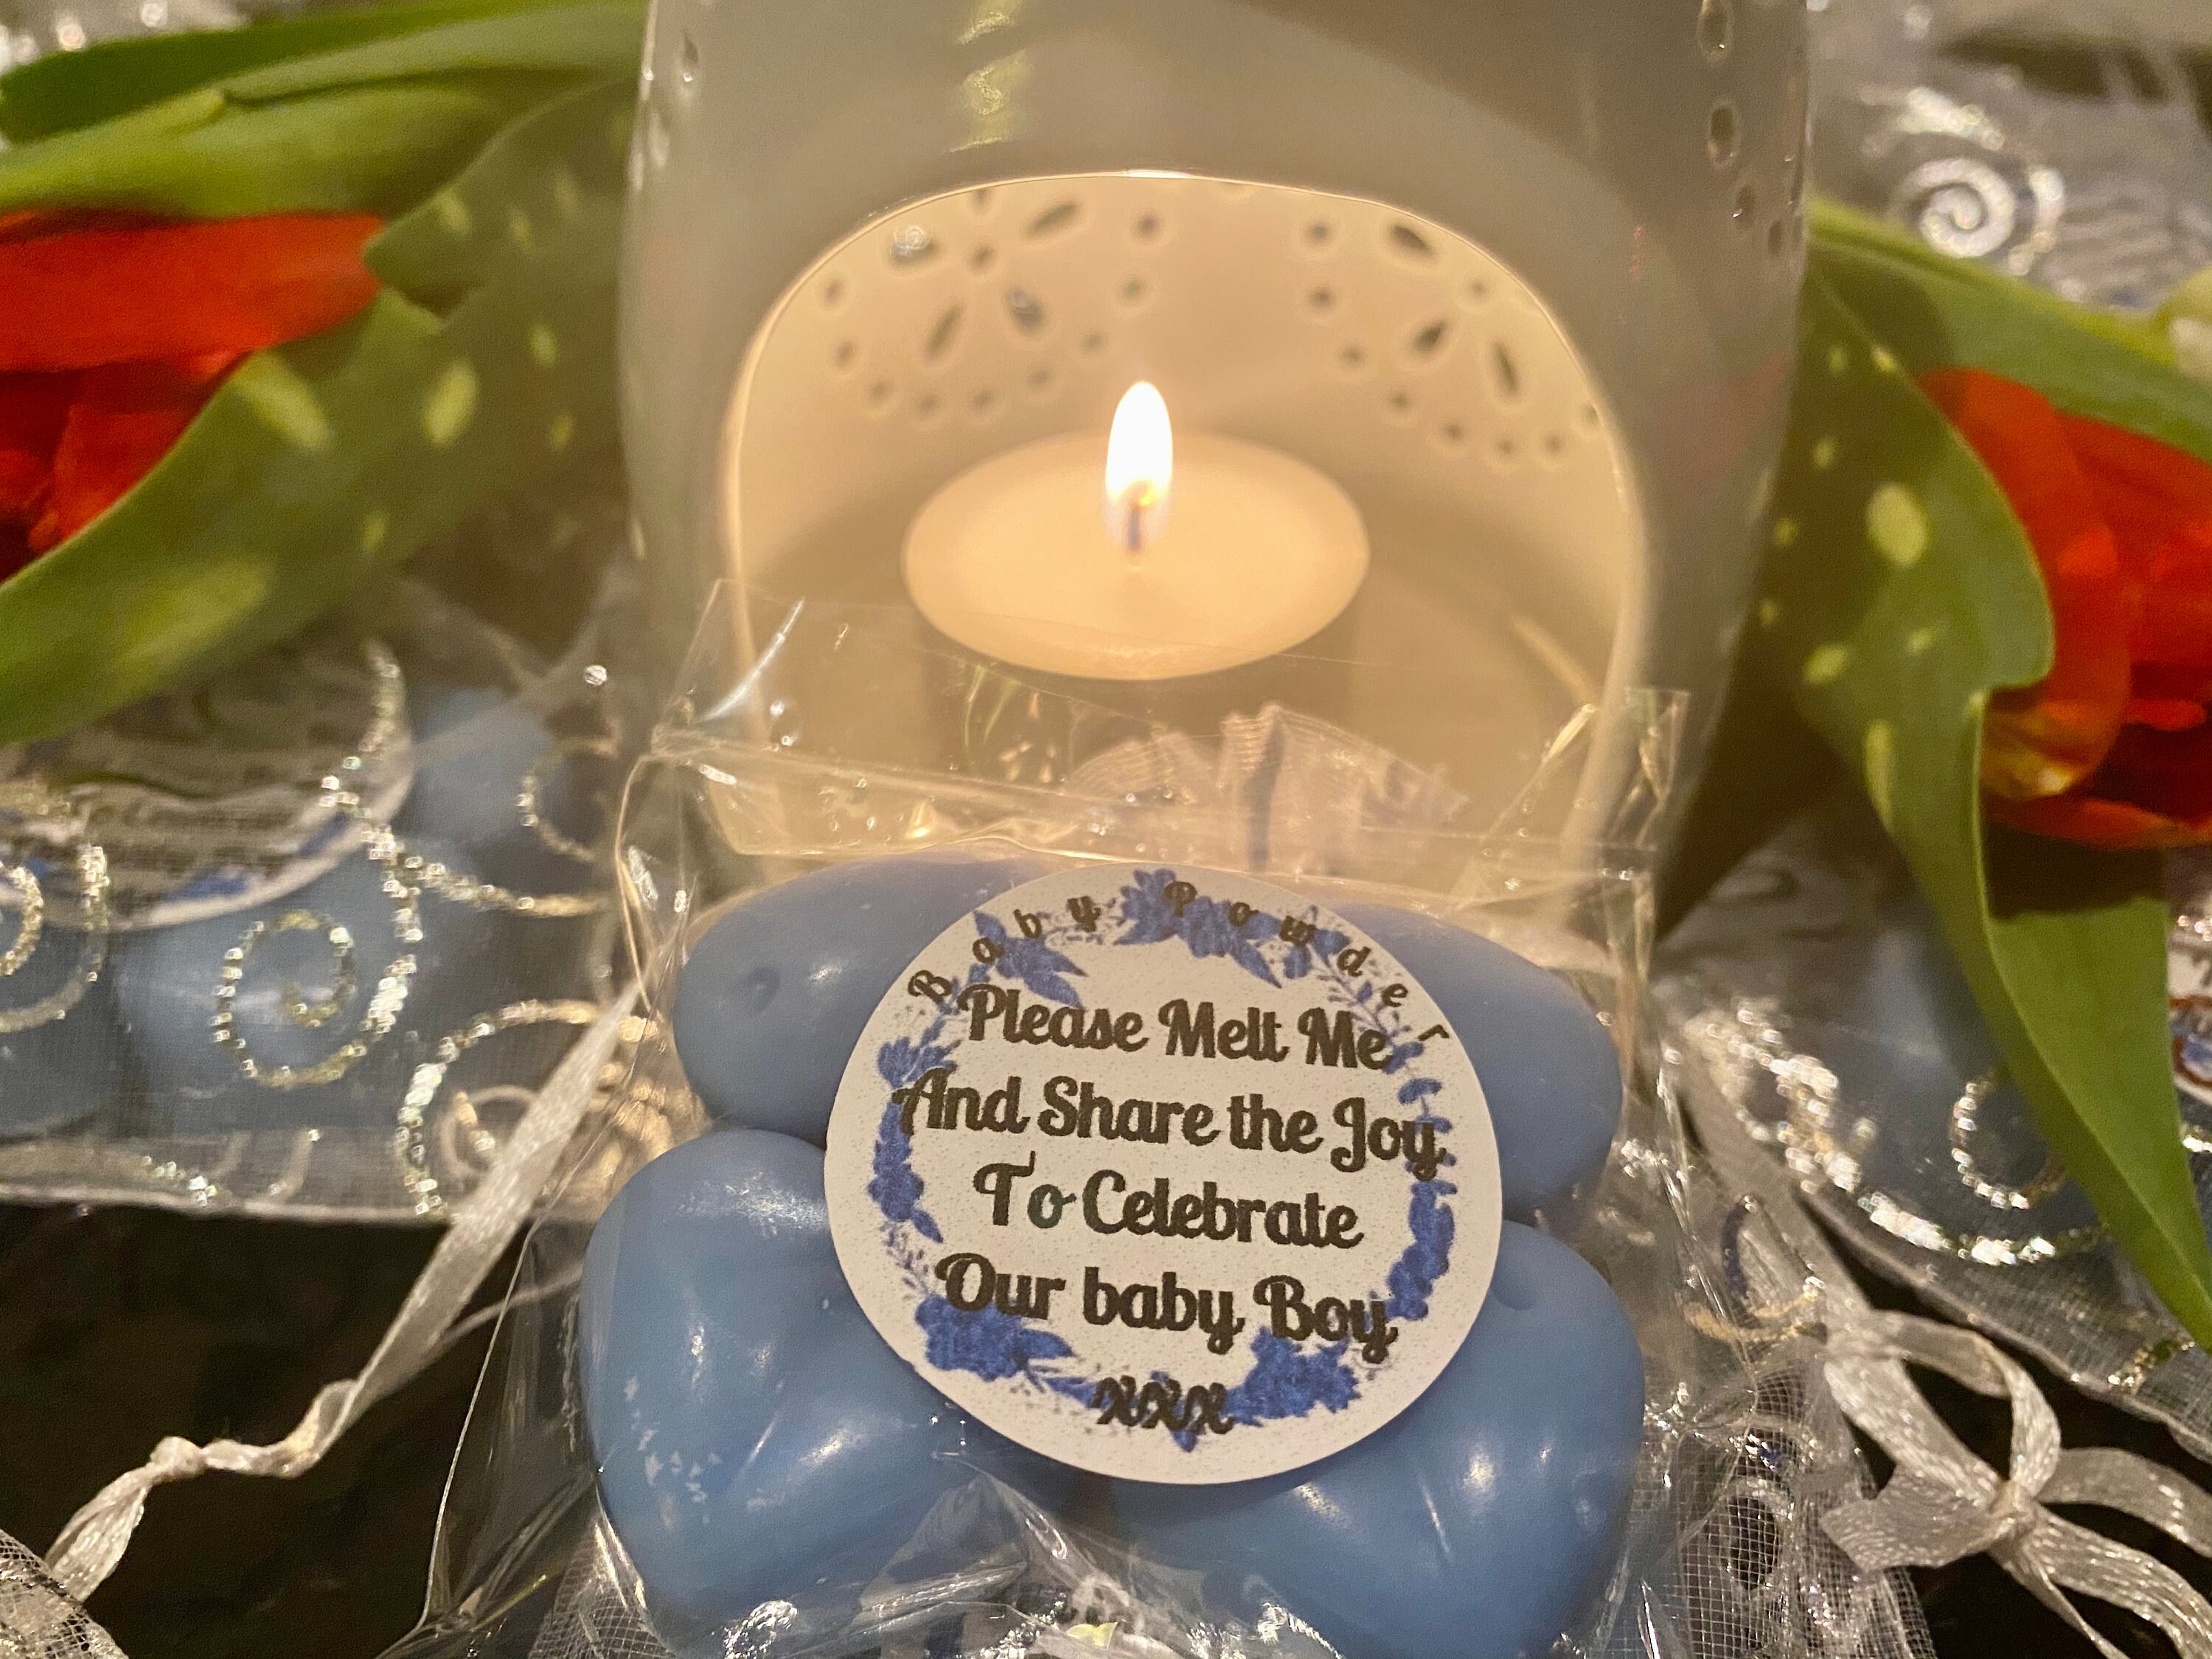 Baby Powder
Please Melt Me
And Share the Joy
To Celebrate
Our baby Boy
xxx